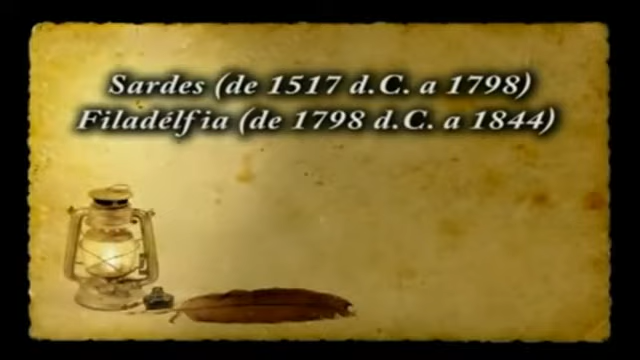 Sardes (de 1517 d.C. a 1798)
Filadélfia (de 1798 d.C. a 1844)